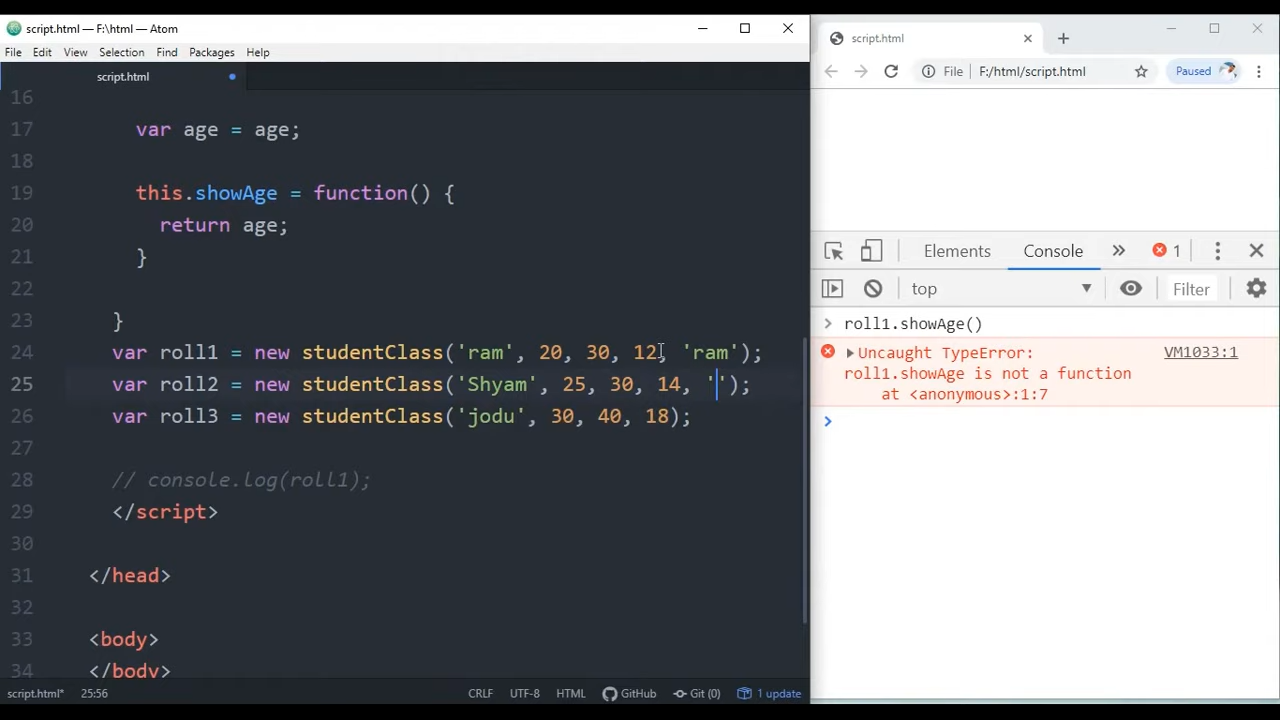 script.html — F:\html — Atom
File Edit View Selection Find Packages Help
script.html
16
17 var age = age;
18
19 this.showAge = function() {
20 return age;
21 }
22
23 }
24 var roll1 = new studentClass('ram', 20, 30, 12, 'ram');
25 var roll2 = new studentClass('Shyam', 25, 30, 14, '');
26 var roll3 = new studentClass('jodu', 30, 40, 18);
27
28 // console.log(roll1);
29 </script>
30
31 </head>
32
33 <body>
34 </body>
script.html* 25:56 CRLF UTF-8 HTML GitHub Git (0) 1 update
script.html
File F:/html/script.html Paused
Elements Console » 1
top Filter
> roll1.showAge()
Uncaught TypeError: VM1033:1
roll1.showAge is not a function
at <anonymous>:1:7
>